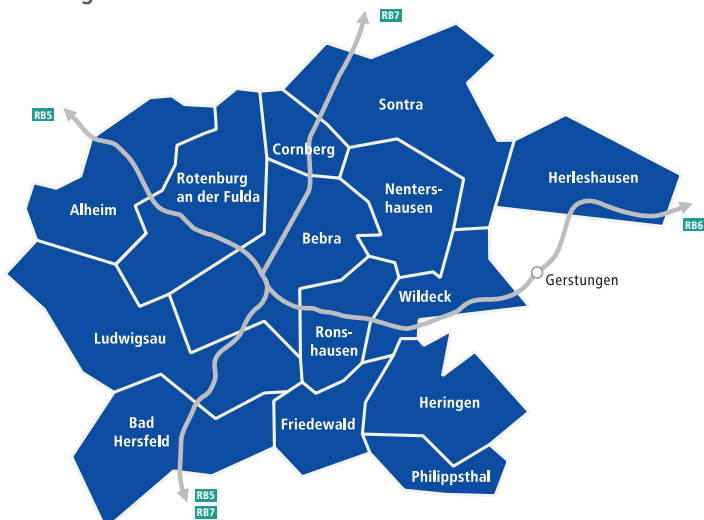 RB7
Sontra
RB5
Cornberg
Rotenburg
an der Fulda
Nenters-
hausen
Herleshausen
Alheim
Bebra
RB6
Gerstungen
Wildeck
Ludwigsau
Rons-
hausen
Heringen
Bad
Hersfeld
Friedewald
Philippsthal
RB5
RB7